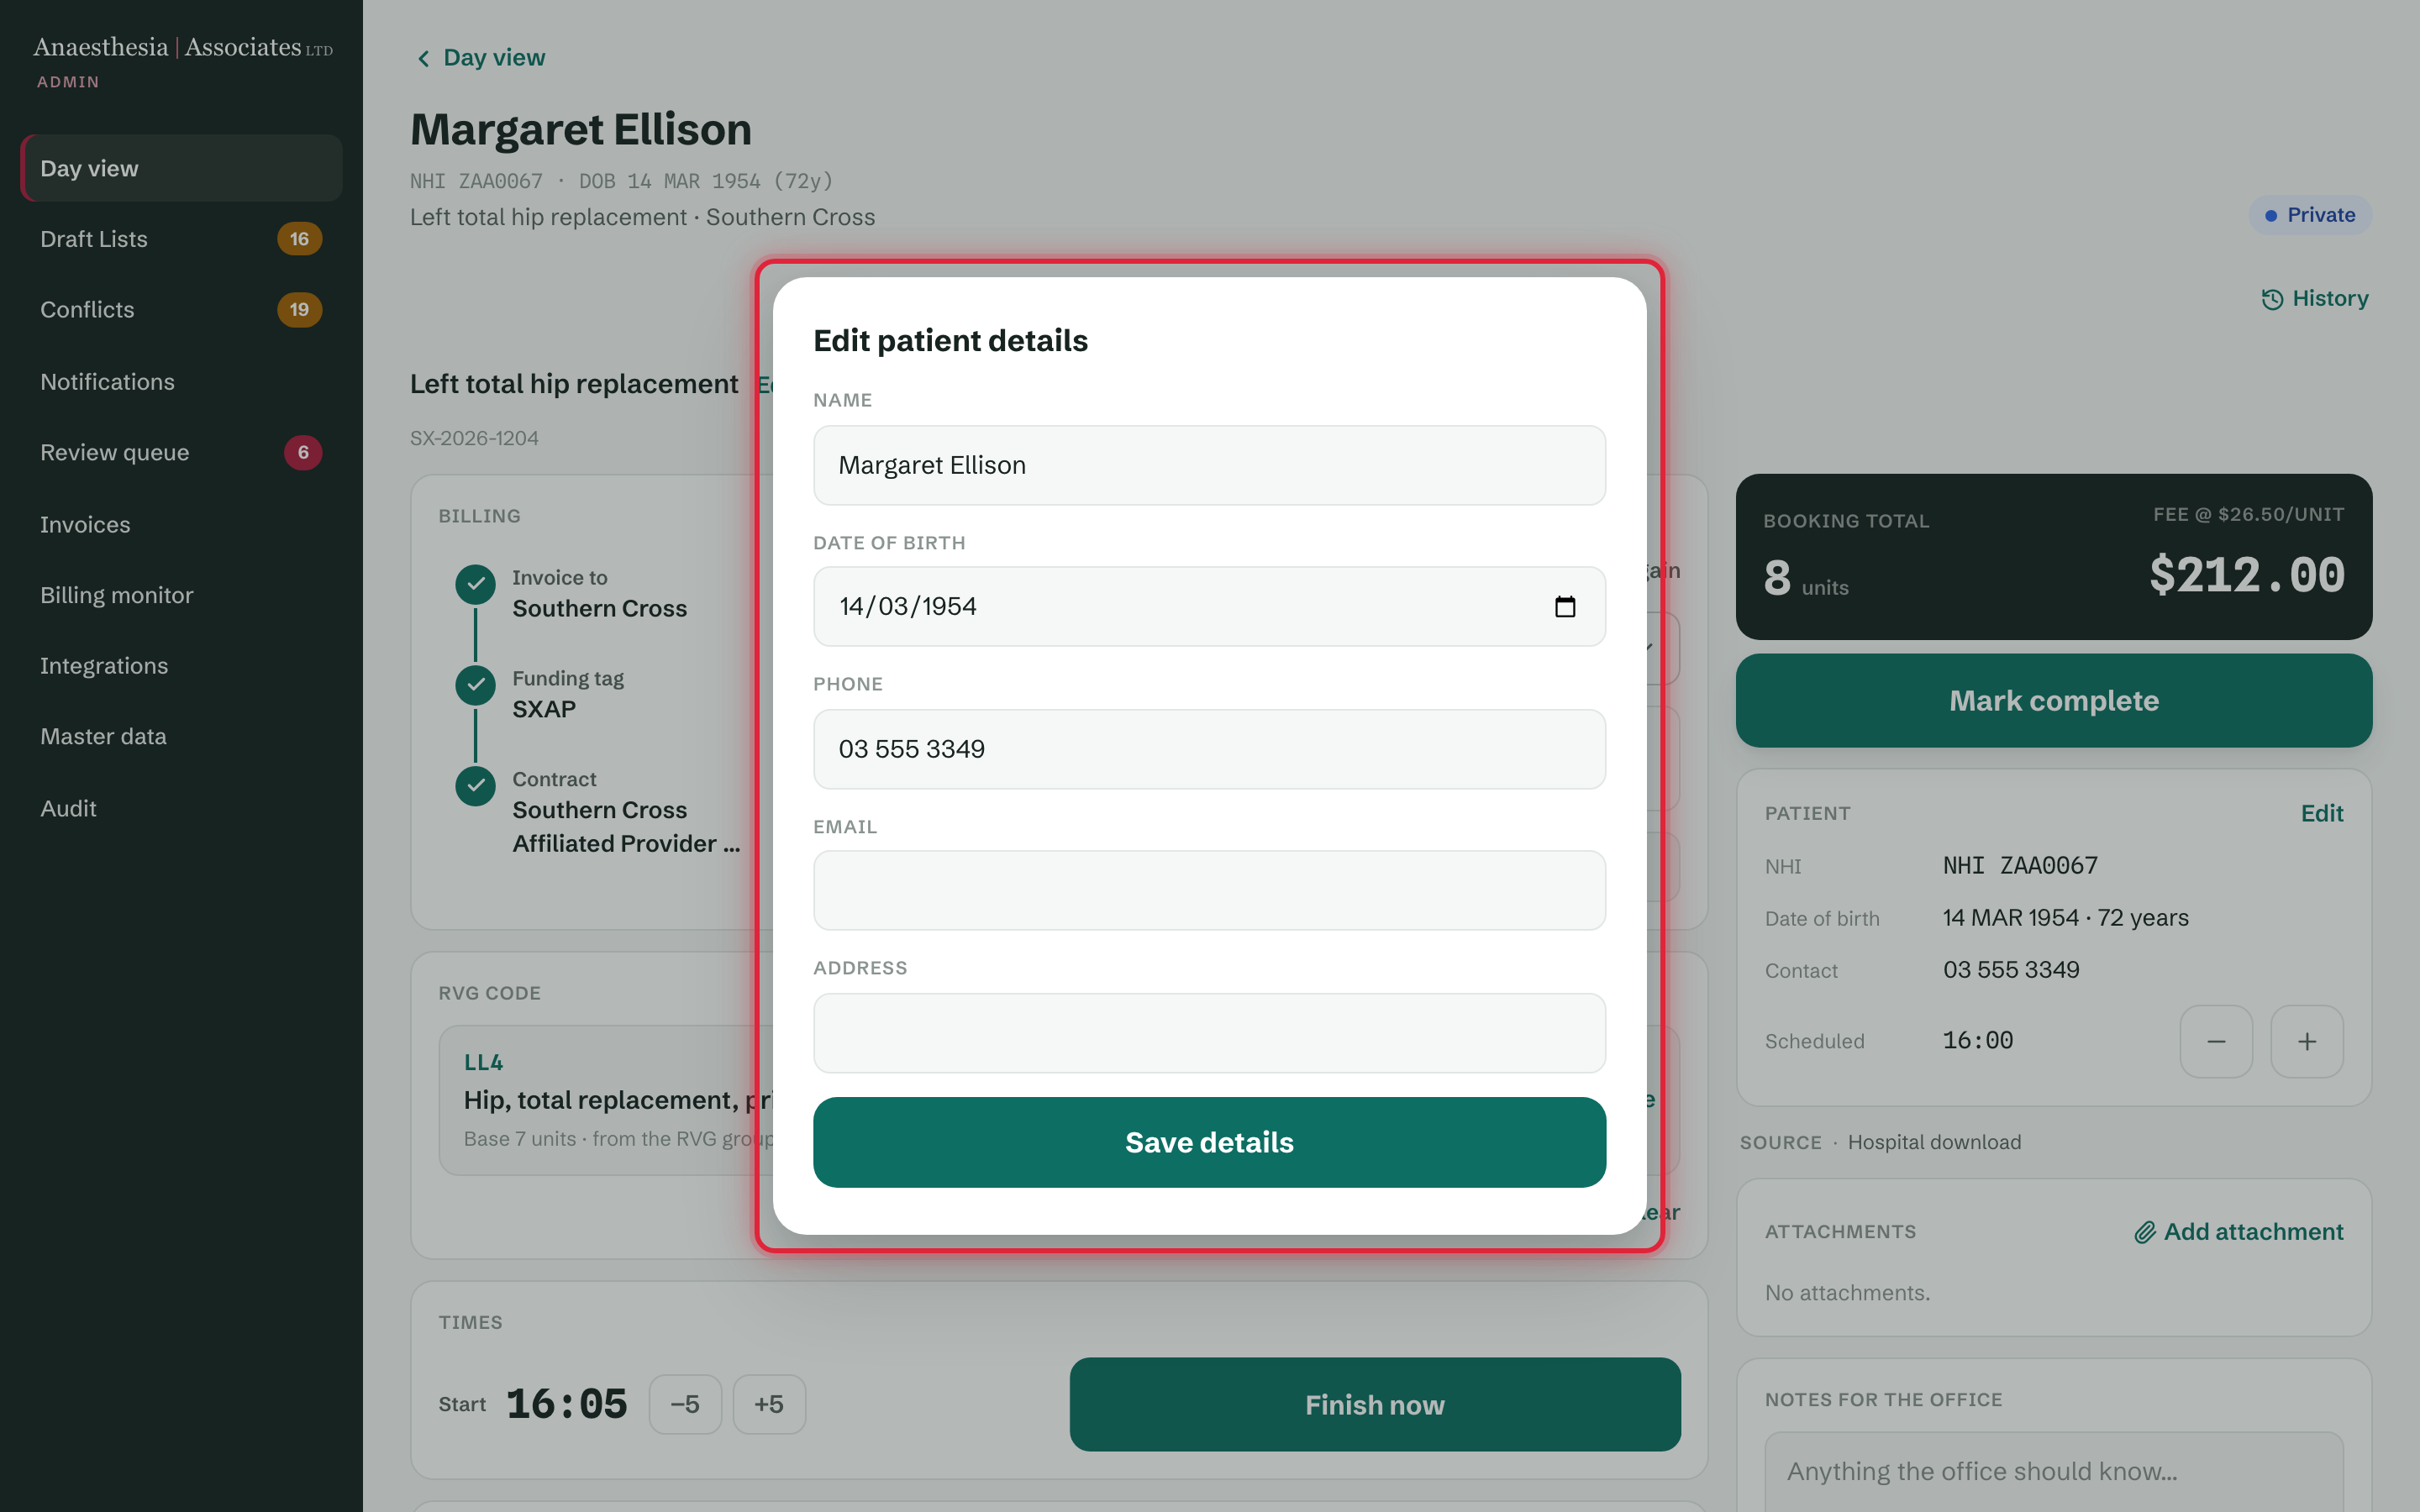 Anaesthesia | Associates LTD
ADMIN
Day view
Draft Lists 16
Conflicts 19
Notifications
Review queue 6
Invoices
Billing monitor
Integrations
Master data
Audit
Day view
Margaret Ellison
NHI ZAA0067 · DOB 14 MAR 1954 (72y)
Left total hip replacement · Southern Cross
Private
History
Left total hip replacement
SX-2026-1204
BILLING
Invoice to
Southern Cross
Funding tag
SXAP
Contract
Southern Cross
Affiliated Provider ...
RVG CODE
LL4
Hip, total replacement,
Base 7 units · from the RVG group
TIMES
Start 16:05 −5 +5
Finish now
Edit patient details
NAME
Margaret Ellison
DATE OF BIRTH
14/03/1954
PHONE
03 555 3349
EMAIL
ADDRESS
Save details
BOOKING TOTAL
FEE @ $26.50/UNIT
8 units
$212.00
Mark complete
PATIENT
Edit
NHI NHI ZAA0067
Date of birth 14 MAR 1954 · 72 years
Contact 03 555 3349
Scheduled 16:00 − +
SOURCE · Hospital download
ATTACHMENTS
Add attachment
No attachments.
NOTES FOR THE OFFICE
Anything the office should know...